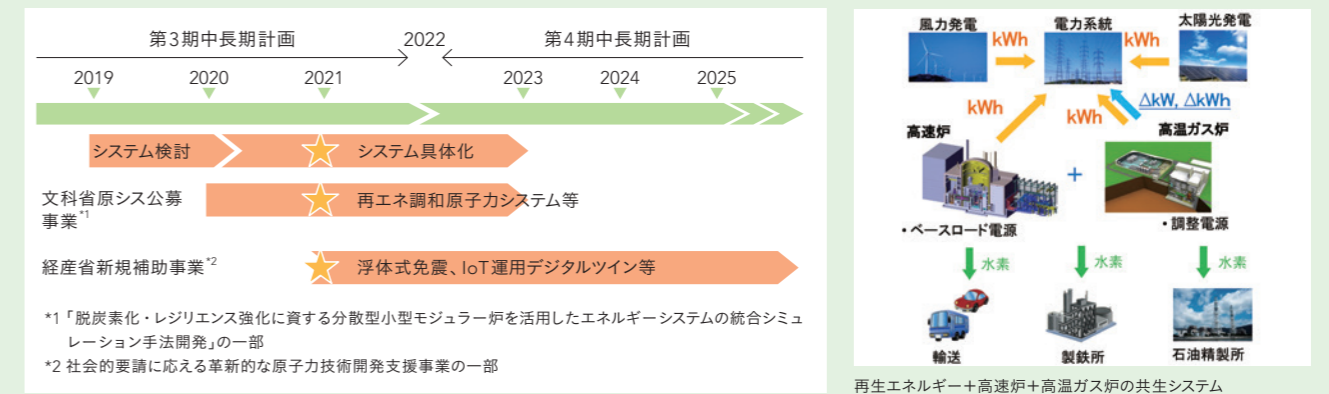 第3期中長期計画
2022
第4期中長期計画
2019
2020
2021
2023
2024
2025
システム検討
システム具体化
文科省原シス公募
事業*1
再エネ調和原子力システム等
経産省新規補助事業*2
浮体式免震、IoT運用デジタルツイン等
*1「脱炭素化・レジリエンス強化に資する分散型小型モジュラー炉を活用したエネルギーシステムの統合シミュ
レーション手法開発」の一部
*2 社会的要請に応える革新的な原子力技術開発支援事業の一部
風力発電
電力系統
太陽光発電
kWh
kWh
kWh
kWh
ΔkW, ΔkWh
高速炉
高温ガス炉
+
・ベースロード電源
・調整電源
水素
水素
水素
輸送
製鉄所
石油精製所
再生エネルギー＋高速炉＋高温ガス炉の共生システム